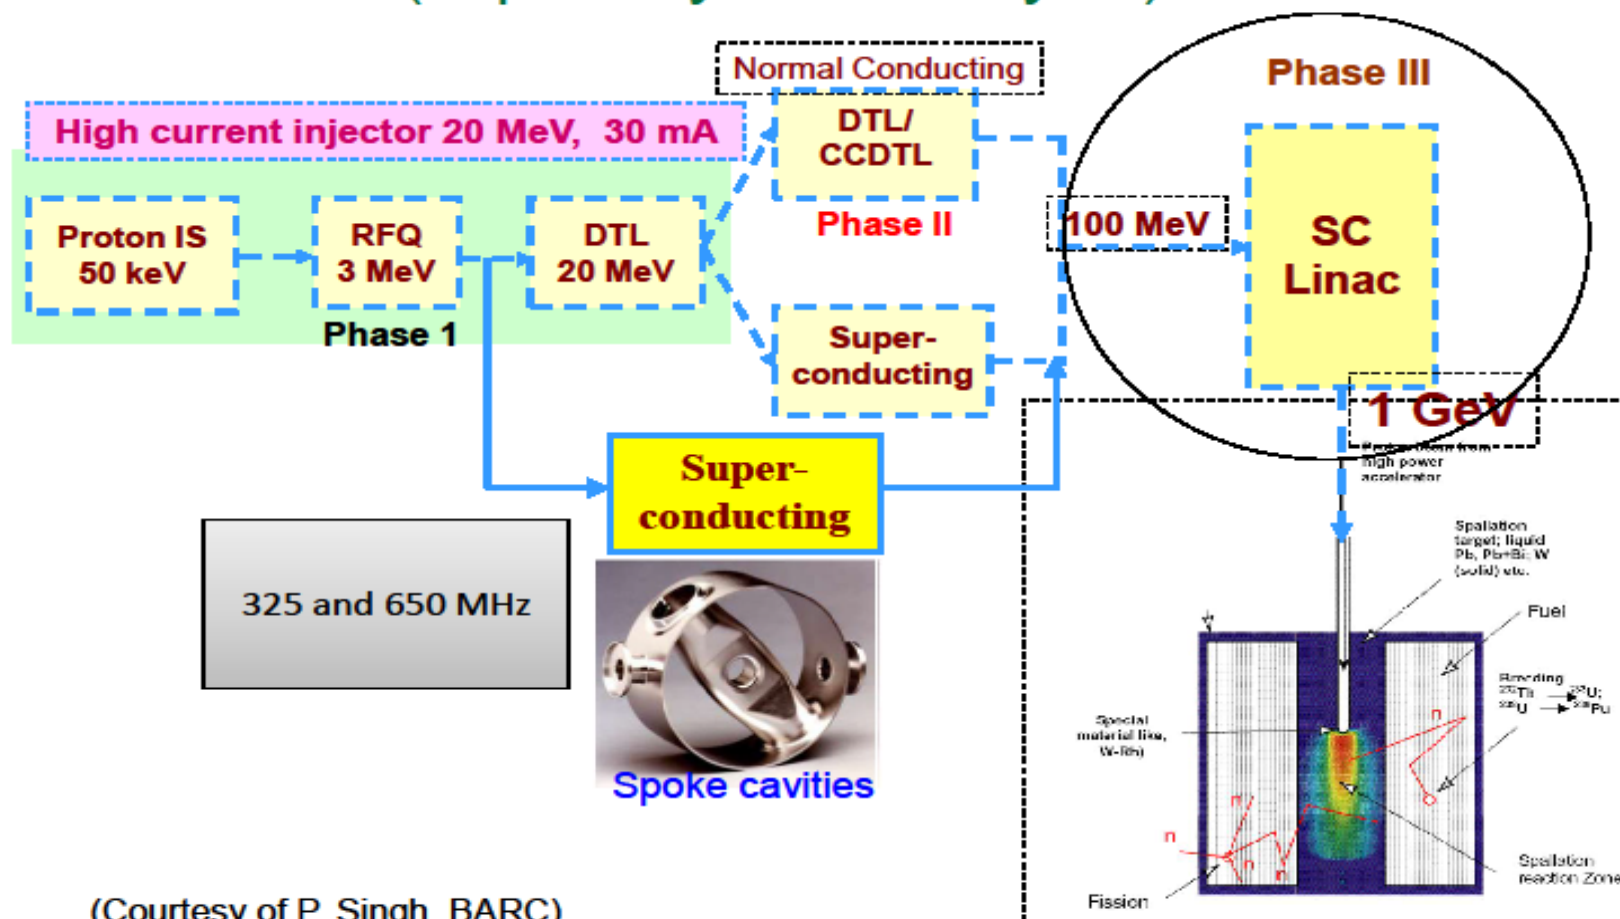 Normal Conducting
Phase III
High current injector 20 MeV, 30 mA
DTL/
CCDTL
Phase II
Proton IS
50 keV
RFQ
3 MeV
DTL
20 MeV
Phase 1
100 MeV
SC
Linac
Super-
conducting
1 GeV
high power
accelerator
Super-
conducting
325 and 650 MHz
Spoke cavities
Spallation
target; liquid
Pb, Pb+Bi; W
(solid) etc.
Fuel
Breeding
Special
material like,
W-Rh)
n
n
n
n
n
Spallation
reaction Zone
Fission
(Courtesy of P. Singh, BARC)